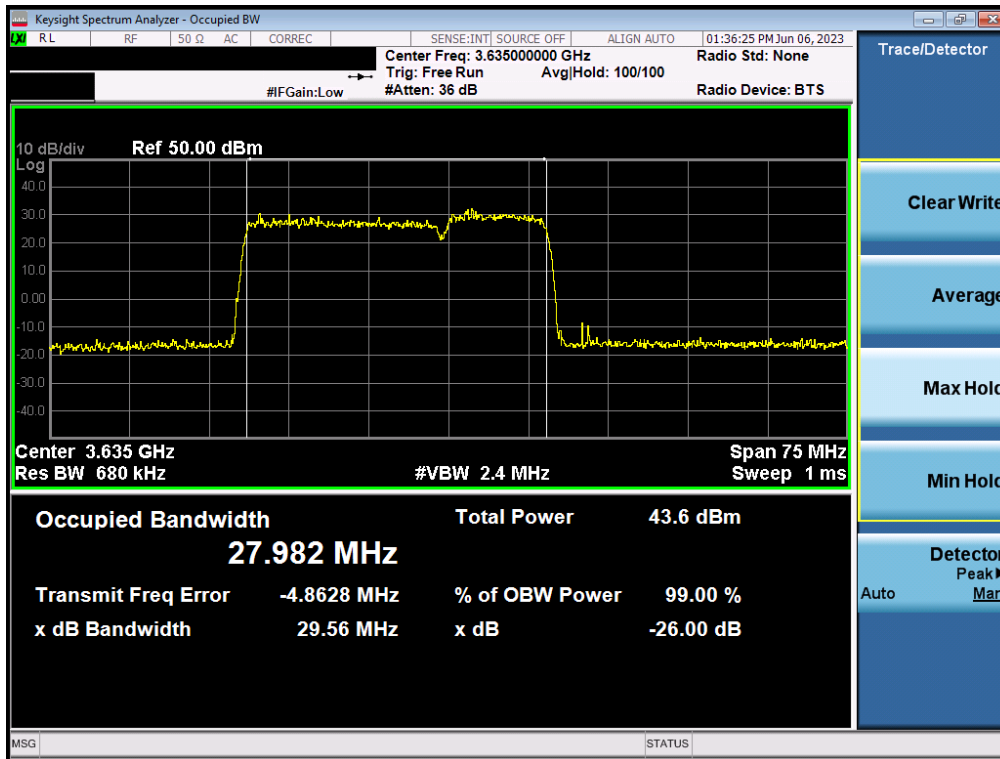 Keysight Spectrum Analyzer - Occupied BW
LXI RL RF 50 Ω AC CORREC SENSE:INT SOURCE OFF ALIGN AUTO 01:36:25 PM Jun 06, 2023
Center Freq: 3.635000000 GHz Radio Std: None
Trig: Free Run Avg|Hold: 100/100
#IFGain:Low #Atten: 36 dB Radio Device: BTS
Trace/Detector
10 dB/div Ref 50.00 dBm
Log
40.0
30.0
20.0
10.0
0.00
-10.0
-20.0
-30.0
-40.0
Center 3.635 GHz Span 75 MHz
Res BW 680 kHz #VBW 2.4 MHz Sweep 1 ms
Occupied Bandwidth Total Power 43.6 dBm
27.982 MHz
Transmit Freq Error -4.8628 MHz % of OBW Power 99.00 %
x dB Bandwidth 29.56 MHz x dB -26.00 dB
Clear Write
Average
Max Hold
Min Hold
Detector
Peak
Auto Man
MSG STATUS